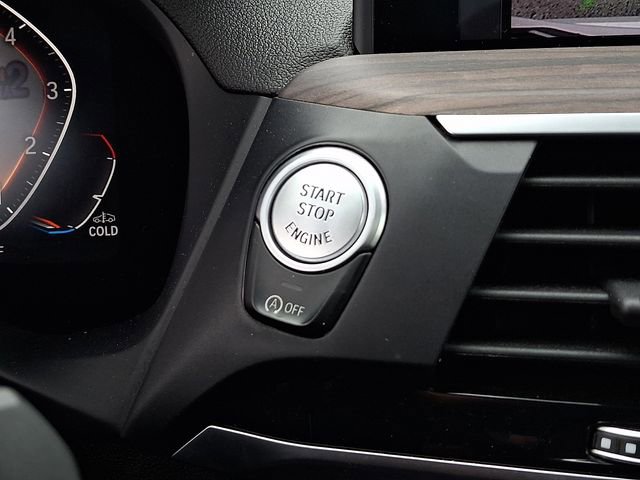 4
3
2
COLD
START
STOP
ENGINE
A OFF